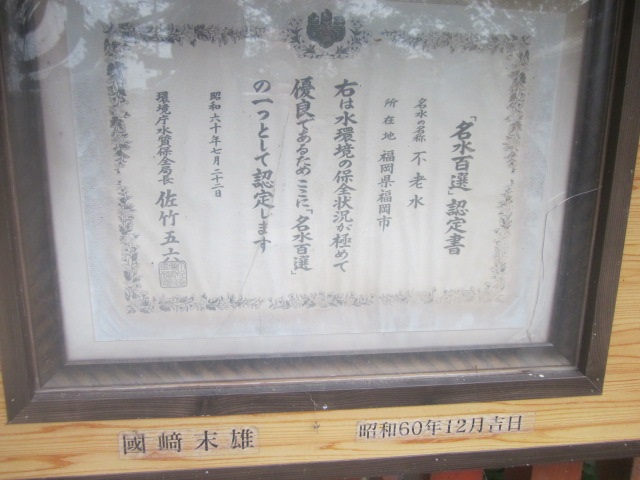 「名水百選」認定書
名水の名称 不老水
所在地 福岡県福岡市
右は水環境の保全状況が極めて
優良であるためここに「名水百選」
の一つとして認定します
昭和六十年七月二十二日
環境庁水質保全局長 佐竹五六
國﨑末雄
昭和60年12月吉日